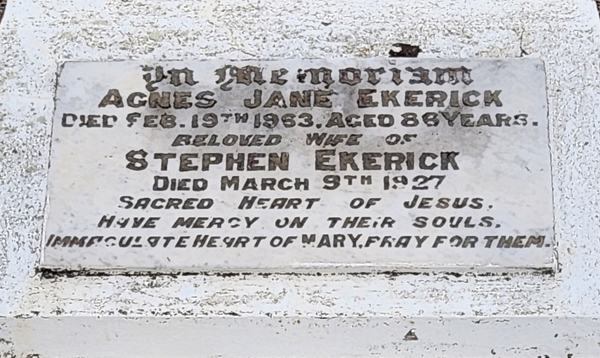 In Memoriam
AGNES JANE EKERICK
DIED FEB. 19TH 1963, AGED 86 YEARS.
BELOVED WIFE OF
STEPHEN EKERICK
DIED MARCH 9TH 1927
SACRED HEART OF JESUS,
HAVE MERCY ON THEIR SOULS.
IMMACULATE HEART OF MARY, PRAY FOR THEM.